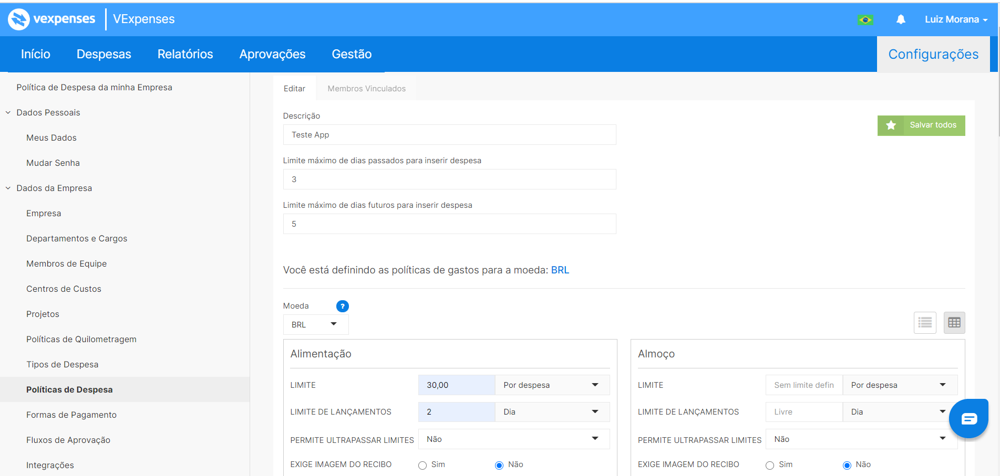 vexpenses VExpenses Luiz Morana
Início Despesas Relatórios Aprovações Gestão Configurações
Política de Despesa da minha Empresa
Dados Pessoais
Meus Dados
Mudar Senha
Dados da Empresa
Empresa
Departamentos e Cargos
Membros de Equipe
Centros de Custos
Projetos
Políticas de Quilometragem
Tipos de Despesa
Políticas de Despesa
Formas de Pagamento
Fluxos de Aprovação
Integrações
Editar Membros Vinculados
Descrição
Teste App
Salvar todos
Limite máximo de dias passados para inserir despesa
3
Limite máximo de dias futuros para inserir despesa
5
Você está definindo as políticas de gastos para a moeda: BRL
Moeda ?
BRL
Alimentação
LIMITE 30,00 Por despesa
LIMITE DE LANÇAMENTOS 2 Dia
PERMITE ULTRAPASSAR LIMITES Não
EXIGE IMAGEM DO RECIBO Sim Não
Almoço
LIMITE Sem limite defin Por despesa
LIMITE DE LANÇAMENTOS Livre Dia
PERMITE ULTRAPASSAR LIMITES Não
EXIGE IMAGEM DO RECIBO Sim Não